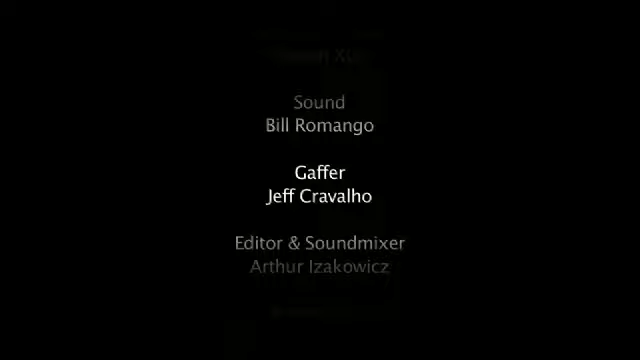 Sound
Bill Romango
Gaffer
Jeff Cravalho
Editor & Soundmixer
Arthur Izakowicz